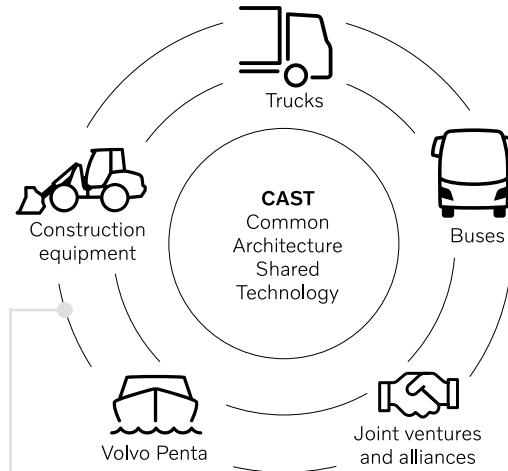 Trucks
CAST
Common
Architecture
Shared
Technology
Construction
equipment
Buses
Volvo Penta
Joint ventures
and alliances